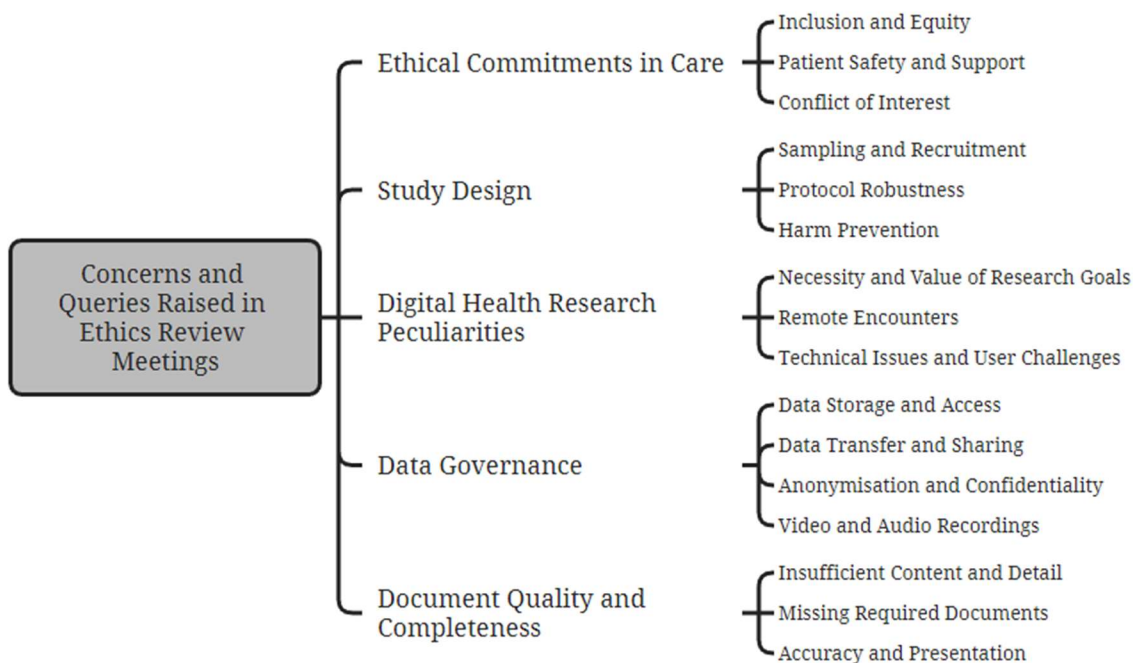 Concerns and
Queries Raised in
Ethics Review
Meetings
Ethical Commitments in Care
Inclusion and Equity
Patient Safety and Support
Conflict of Interest
Study Design
Sampling and Recruitment
Protocol Robustness
Harm Prevention
Digital Health Research
Peculiarities
Necessity and Value of Research Goals
Remote Encounters
Technical Issues and User Challenges
Data Governance
Data Storage and Access
Data Transfer and Sharing
Anonymisation and Confidentiality
Video and Audio Recordings
Document Quality and
Completeness
Insufficient Content and Detail
Missing Required Documents
Accuracy and Presentation